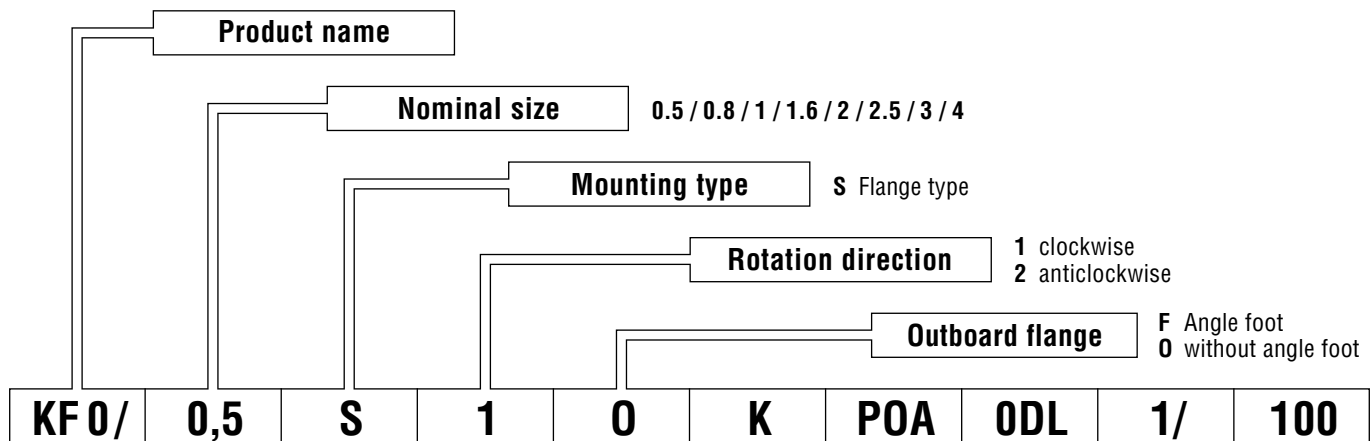 Product name
Nominal size 0.5 / 0.8 / 1 / 1.6 / 2 / 2.5 / 3 / 4
Mounting type S Flange type
Rotation direction 1 clockwise
2 anticlockwise
Outboard flange F Angle foot
0 without angle foot
KF 0/ 0,5 S 1 0 K POA 0DL 1/ 100